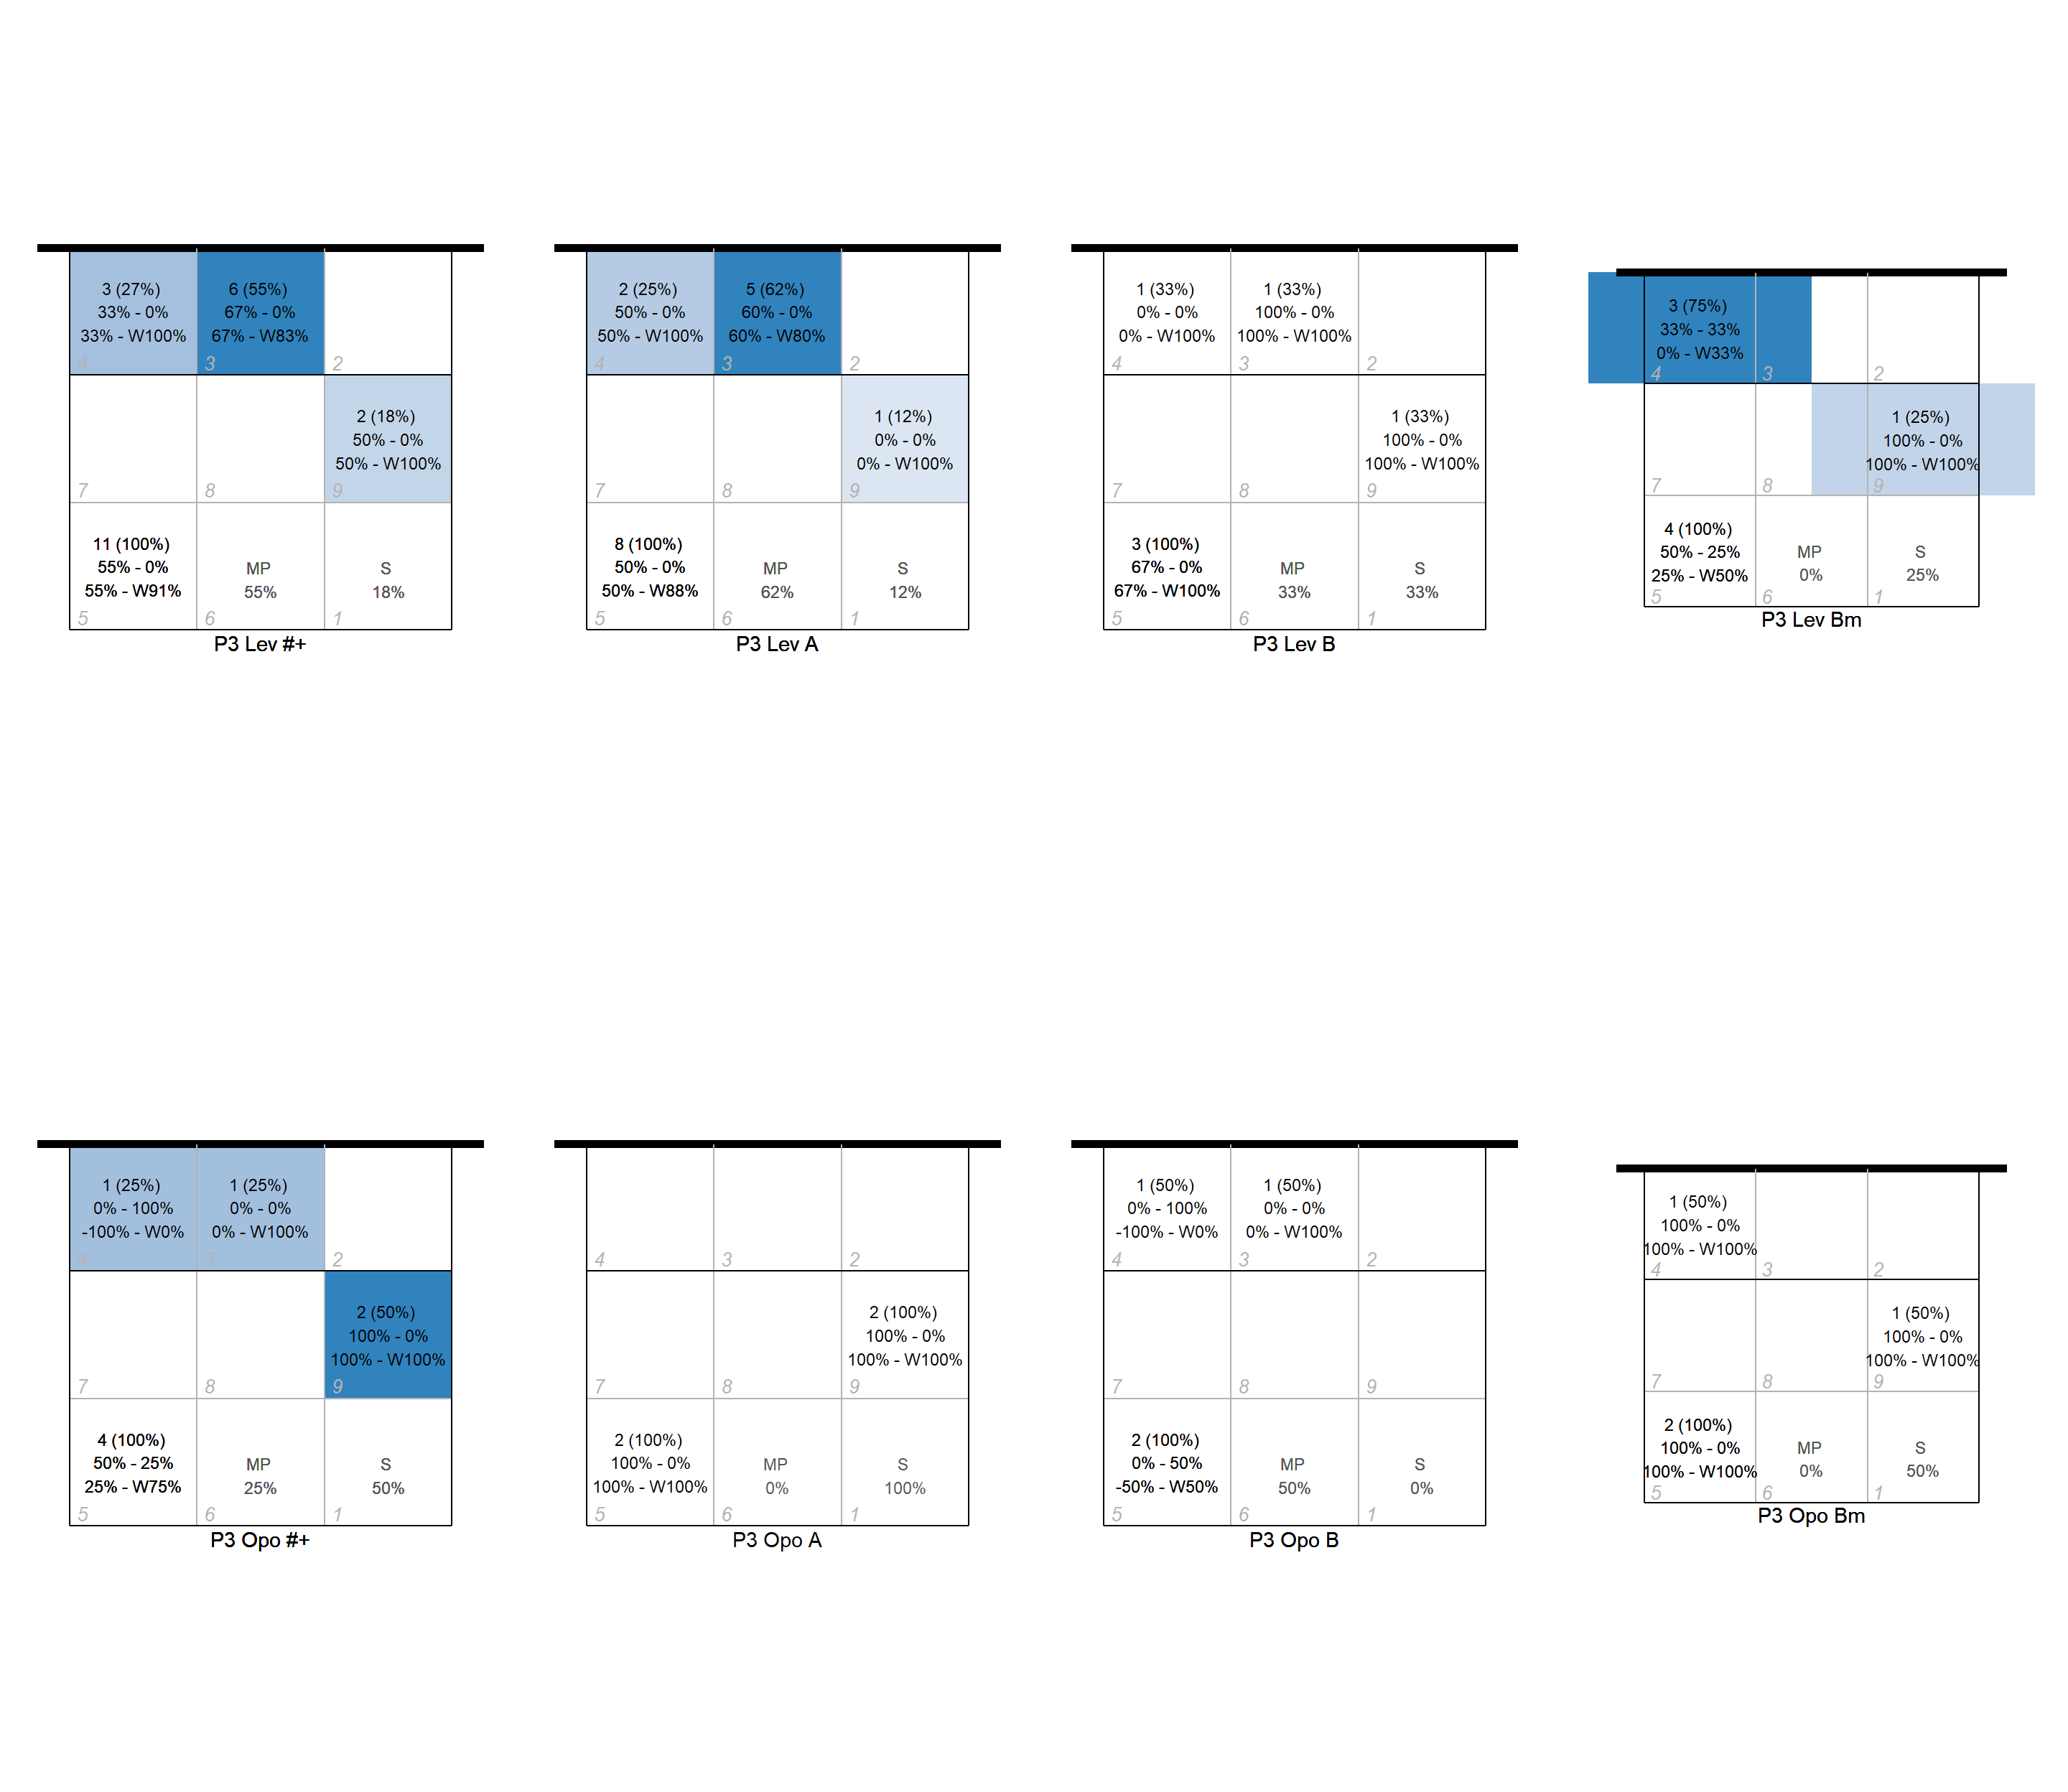 3 (27%)
33% - 0%
33% - W100%
4
6 (55%)
67% - 0%
67% - W83%
3
2
7
8
2 (18%)
50% - 0%
50% - W100%
9
11 (100%)
55% - 0%
55% - W91%
5
MP
55%
6
S
18%
1
P3 Lev #+
2 (25%)
50% - 0%
50% - W100%
4
5 (62%)
60% - 0%
60% - W80%
3
2
7
8
1 (12%)
0% - 0%
0% - W100%
9
8 (100%)
50% - 0%
50% - W88%
5
MP
62%
6
S
12%
1
P3 Lev A
1 (33%)
0% - 0%
0% - W100%
4
1 (33%)
100% - 0%
100% - W100%
3
2
7
8
1 (33%)
100% - 0%
100% - W100%
9
3 (100%)
67% - 0%
67% - W100%
5
MP
33%
6
S
33%
1
P3 Lev B
3 (75%)
33% - 33%
0% - W33%
4
3
2
7
8
1 (25%)
100% - 0%
100% - W100%
9
4 (100%)
50% - 25%
25% - W50%
5
MP
0%
6
S
25%
1
P3 Lev Bm
1 (25%)
0% - 100%
-100% - W0%
4
1 (25%)
0% - 0%
0% - W100%
3
2
7
8
2 (50%)
100% - 0%
100% - W100%
9
4 (100%)
50% - 25%
25% - W75%
5
MP
25%
6
S
50%
1
P3 Opo #+
4
3
2
7
8
2 (100%)
100% - 0%
100% - W100%
9
2 (100%)
100% - 0%
100% - W100%
5
MP
0%
6
S
100%
1
P3 Opo A
1 (50%)
0% - 100%
-100% - W0%
4
1 (50%)
0% - 0%
0% - W100%
3
2
7
8
9
2 (100%)
0% - 50%
-50% - W50%
5
MP
50%
6
S
0%
1
P3 Opo B
1 (50%)
100% - 0%
100% - W100%
4
3
2
7
8
1 (50%)
100% - 0%
100% - W100%
9
2 (100%)
100% - 0%
100% - W100%
5
MP
0%
6
S
50%
1
P3 Opo Bm